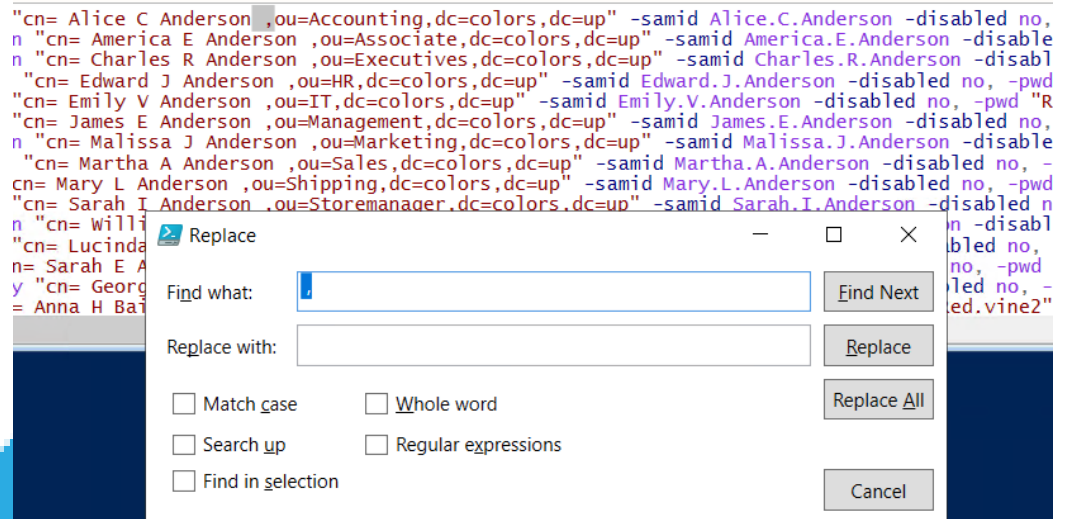 "cn= Alice C Anderson ,ou=Accounting,dc=colors,dc=up" -samid Alice.C.Anderson -disabled no,
n "cn= America E Anderson ,ou=Associate,dc=colors,dc=up" -samid America.E.Anderson -disable
n "cn= Charles R Anderson ,ou=Executives,dc=colors,dc=up" -samid Charles.R.Anderson -disabl
"cn= Edward J Anderson ,ou=HR,dc=colors,dc=up" -samid Edward.J.Anderson -disabled no, -pwd
"cn= Emily V Anderson ,ou=IT,dc=colors,dc=up" -samid Emily.V.Anderson -disabled no, -pwd "R
"cn= James E Anderson ,ou=Management,dc=colors,dc=up" -samid James.E.Anderson -disabled no,
n "cn= Malissa J Anderson ,ou=Marketing,dc=colors,dc=up" -samid Malissa.J.Anderson -disable
"cn= Martha A Anderson ,ou=Sales,dc=colors,dc=up" -samid Martha.A.Anderson -disabled no, -
cn= Mary L Anderson ,ou=Shipping,dc=colors,dc=up" -samid Mary.L.Anderson -disabled no, -pwd
"cn= Sarah I Anderson ,ou=Storemanager,dc=colors,dc=up" -samid Sarah.I.Anderson -disabled n
n "cn= Willi n -disabl
"cn= Lucinda bled no,
n= Sarah E A no, -pwd
y "cn= Georg led no, -
= Anna H Bai Red.vine2"
Replace
Find what: , Find Next
Replace with: Replace
Match case Whole word Replace All
Search up Regular expressions
Find in selection
Cancel